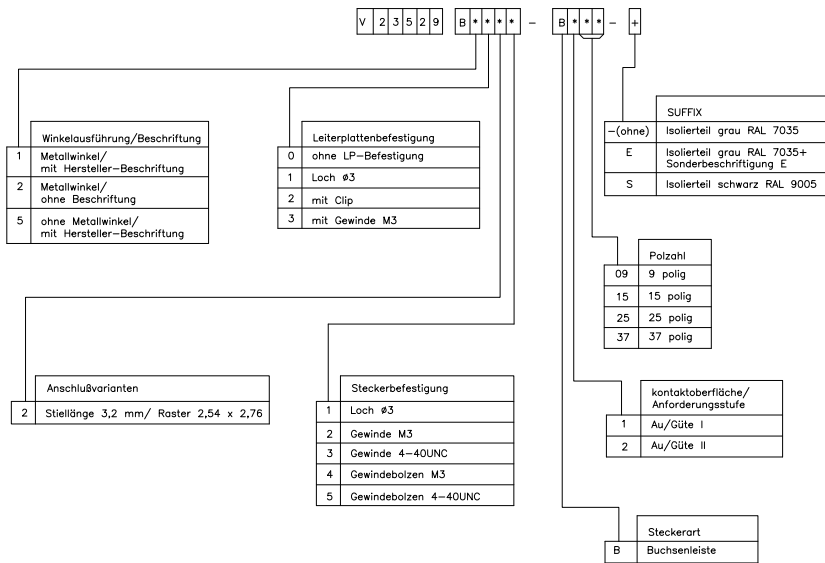 V 2 3 5 2 9 B * * * * - B * * * - +
Winkelausführung/Beschriftung
1 Metallwinkel/
mit Hersteller-Beschriftung
2 Metallwinkel/
ohne Beschriftung
5 ohne Metallwinkel/
mit Hersteller-Beschriftung
Leiterplattenbefestigung
0 ohne LP-Befestigung
1 Loch ø3
2 mit Clip
3 mit Gewinde M3
SUFFIX
-(ohne) Isolierteil grau RAL 7035
E Isolierteil grau RAL 7035+
Sonderbeschriftigung E
S Isolierteil schwarz RAL 9005
Polzahl
09 9 polig
15 15 polig
25 25 polig
37 37 polig
Anschlußvarianten
2 Stiellänge 3,2 mm/ Raster 2,54 x 2,76
Steckerbefestigung
1 Loch ø3
2 Gewinde M3
3 Gewinde 4-40UNC
4 Gewindebolzen M3
5 Gewindebolzen 4-40UNC
kontaktoberfläche/
Anforderungsstufe
1 Au/Güte I
2 Au/Güte II
Steckerart
B Buchsenleiste